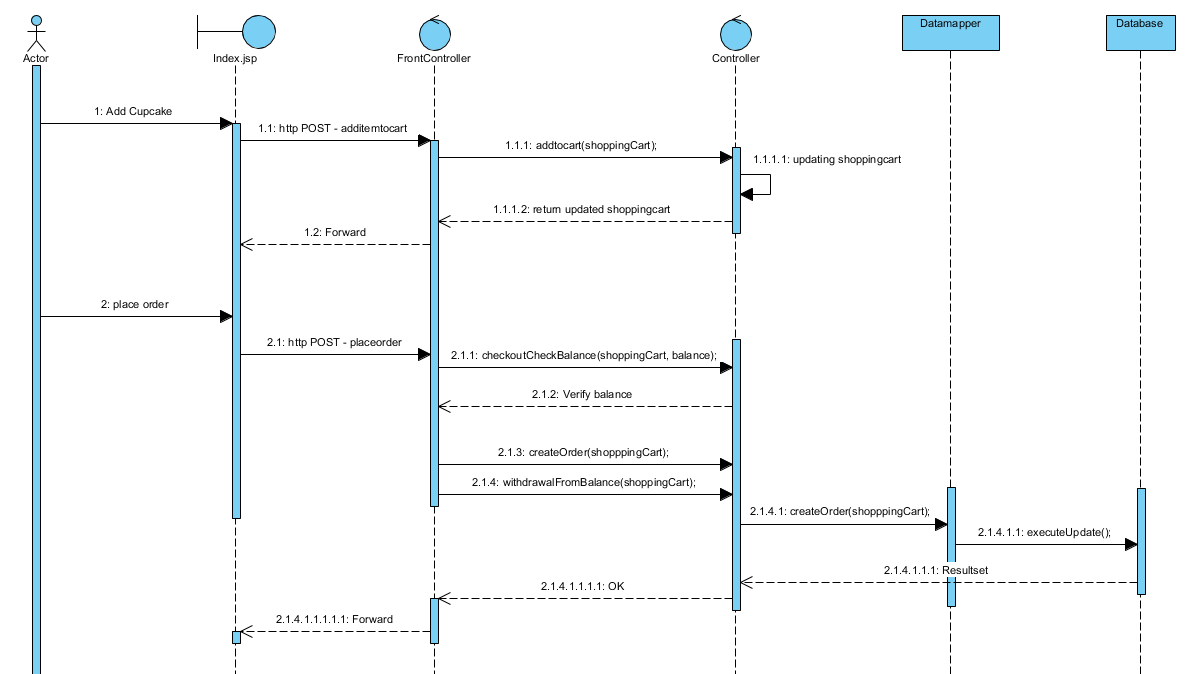 Actor
Index.jsp
FrontController
Controller
Datamapper
Database
1: Add Cupcake
1.1: http POST - additemtocart
1.1.1: addtocart(shoppingCart);
1.1.1.1: updating shoppingcart
1.1.1.2: return updated shoppingcart
1.2: Forward
2: place order
2.1: http POST - placeorder
2.1.1: checkoutCheckBalance(shoppingCart, balance);
2.1.2: Verify balance
2.1.3: createOrder(shopppingCart);
2.1.4: withdrawalFromBalance(shoppingCart);
2.1.4.1: createOrder(shopppingCart);
2.1.4.1.1: executeUpdate();
2.1.4.1.1.1: Resultset
2.1.4.1.1.1.1: OK
2.1.4.1.1.1.1.1: Forward